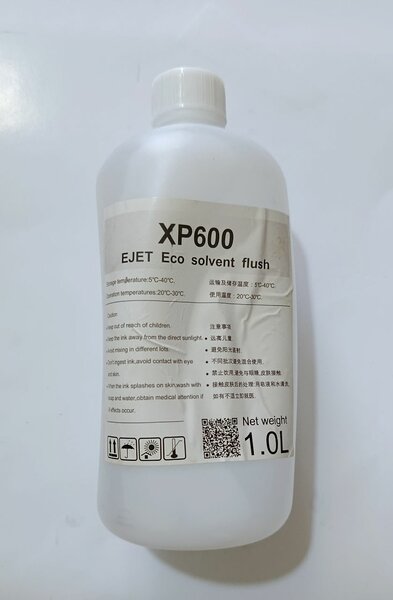 XP600
EJET Eco solvent flush
Storage temperature:5℃-40℃.
运输及储存温度：5℃-40℃.
Operation temperatures:20℃-30℃.
使用温度：20℃-30℃.
Caution:
keep out of reach of children.
keep the ink away from the direct sunlight.
Avoid mixing in different lots.
Don't ingest ink,avoid contact with eye
and skin.
When the ink splashes on skin,wash with
soap and water,obtain medical attention if
ill effects occur.
注意事项
远离儿童.
避免阳光直射.
不同批次避免混合使用.
禁止饮用,避免与眼睛,皮肤接触.
接触皮肤后的处理:用皂液和水清洗,
如有不适立即就医.
Net weight
1.0L